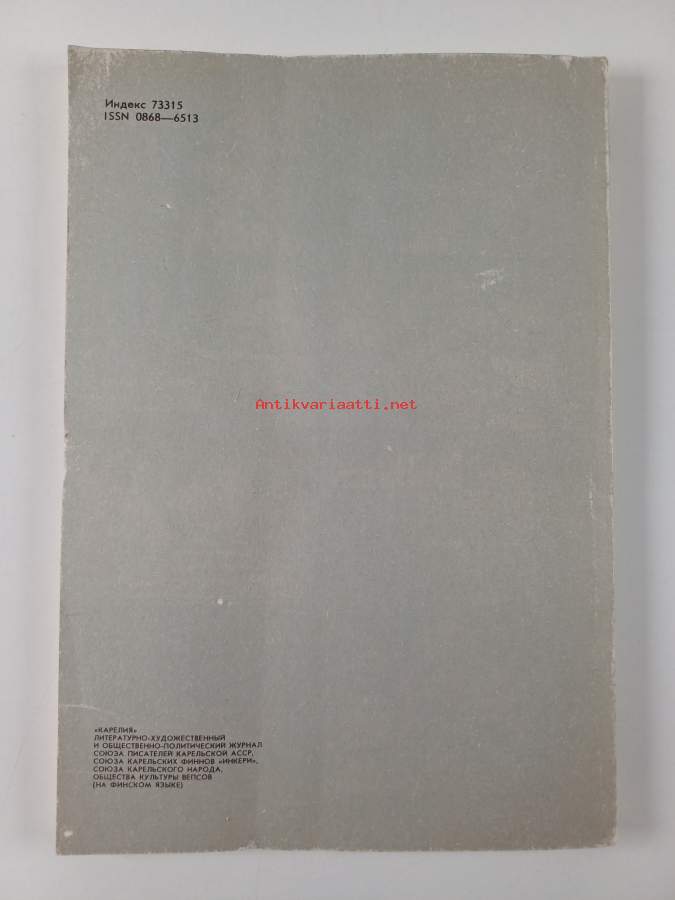 Индекс 73315
ISSN 0868—6513
Antikvariaatti.net
«КАРЕЛИЯ»
ЛИТЕРАТУРНО-ХУДОЖЕСТВЕННЫЙ
И ОБЩЕСТВЕННО-ПОЛИТИЧЕСКИЙ ЖУРНАЛ
СОЮЗА ПИСАТЕЛЕЙ КАРЕЛЬСКОЙ АССР,
СОЮЗА КАРЕЛЬСКИХ ФИННОВ «ИНКЕРИ»,
СОЮЗА КАРЕЛЬСКОГО НАРОДА,
ОБЩЕСТВА КУЛЬТУРЫ ВЕПСОВ
(НА ФИНСКОМ ЯЗЫКЕ)